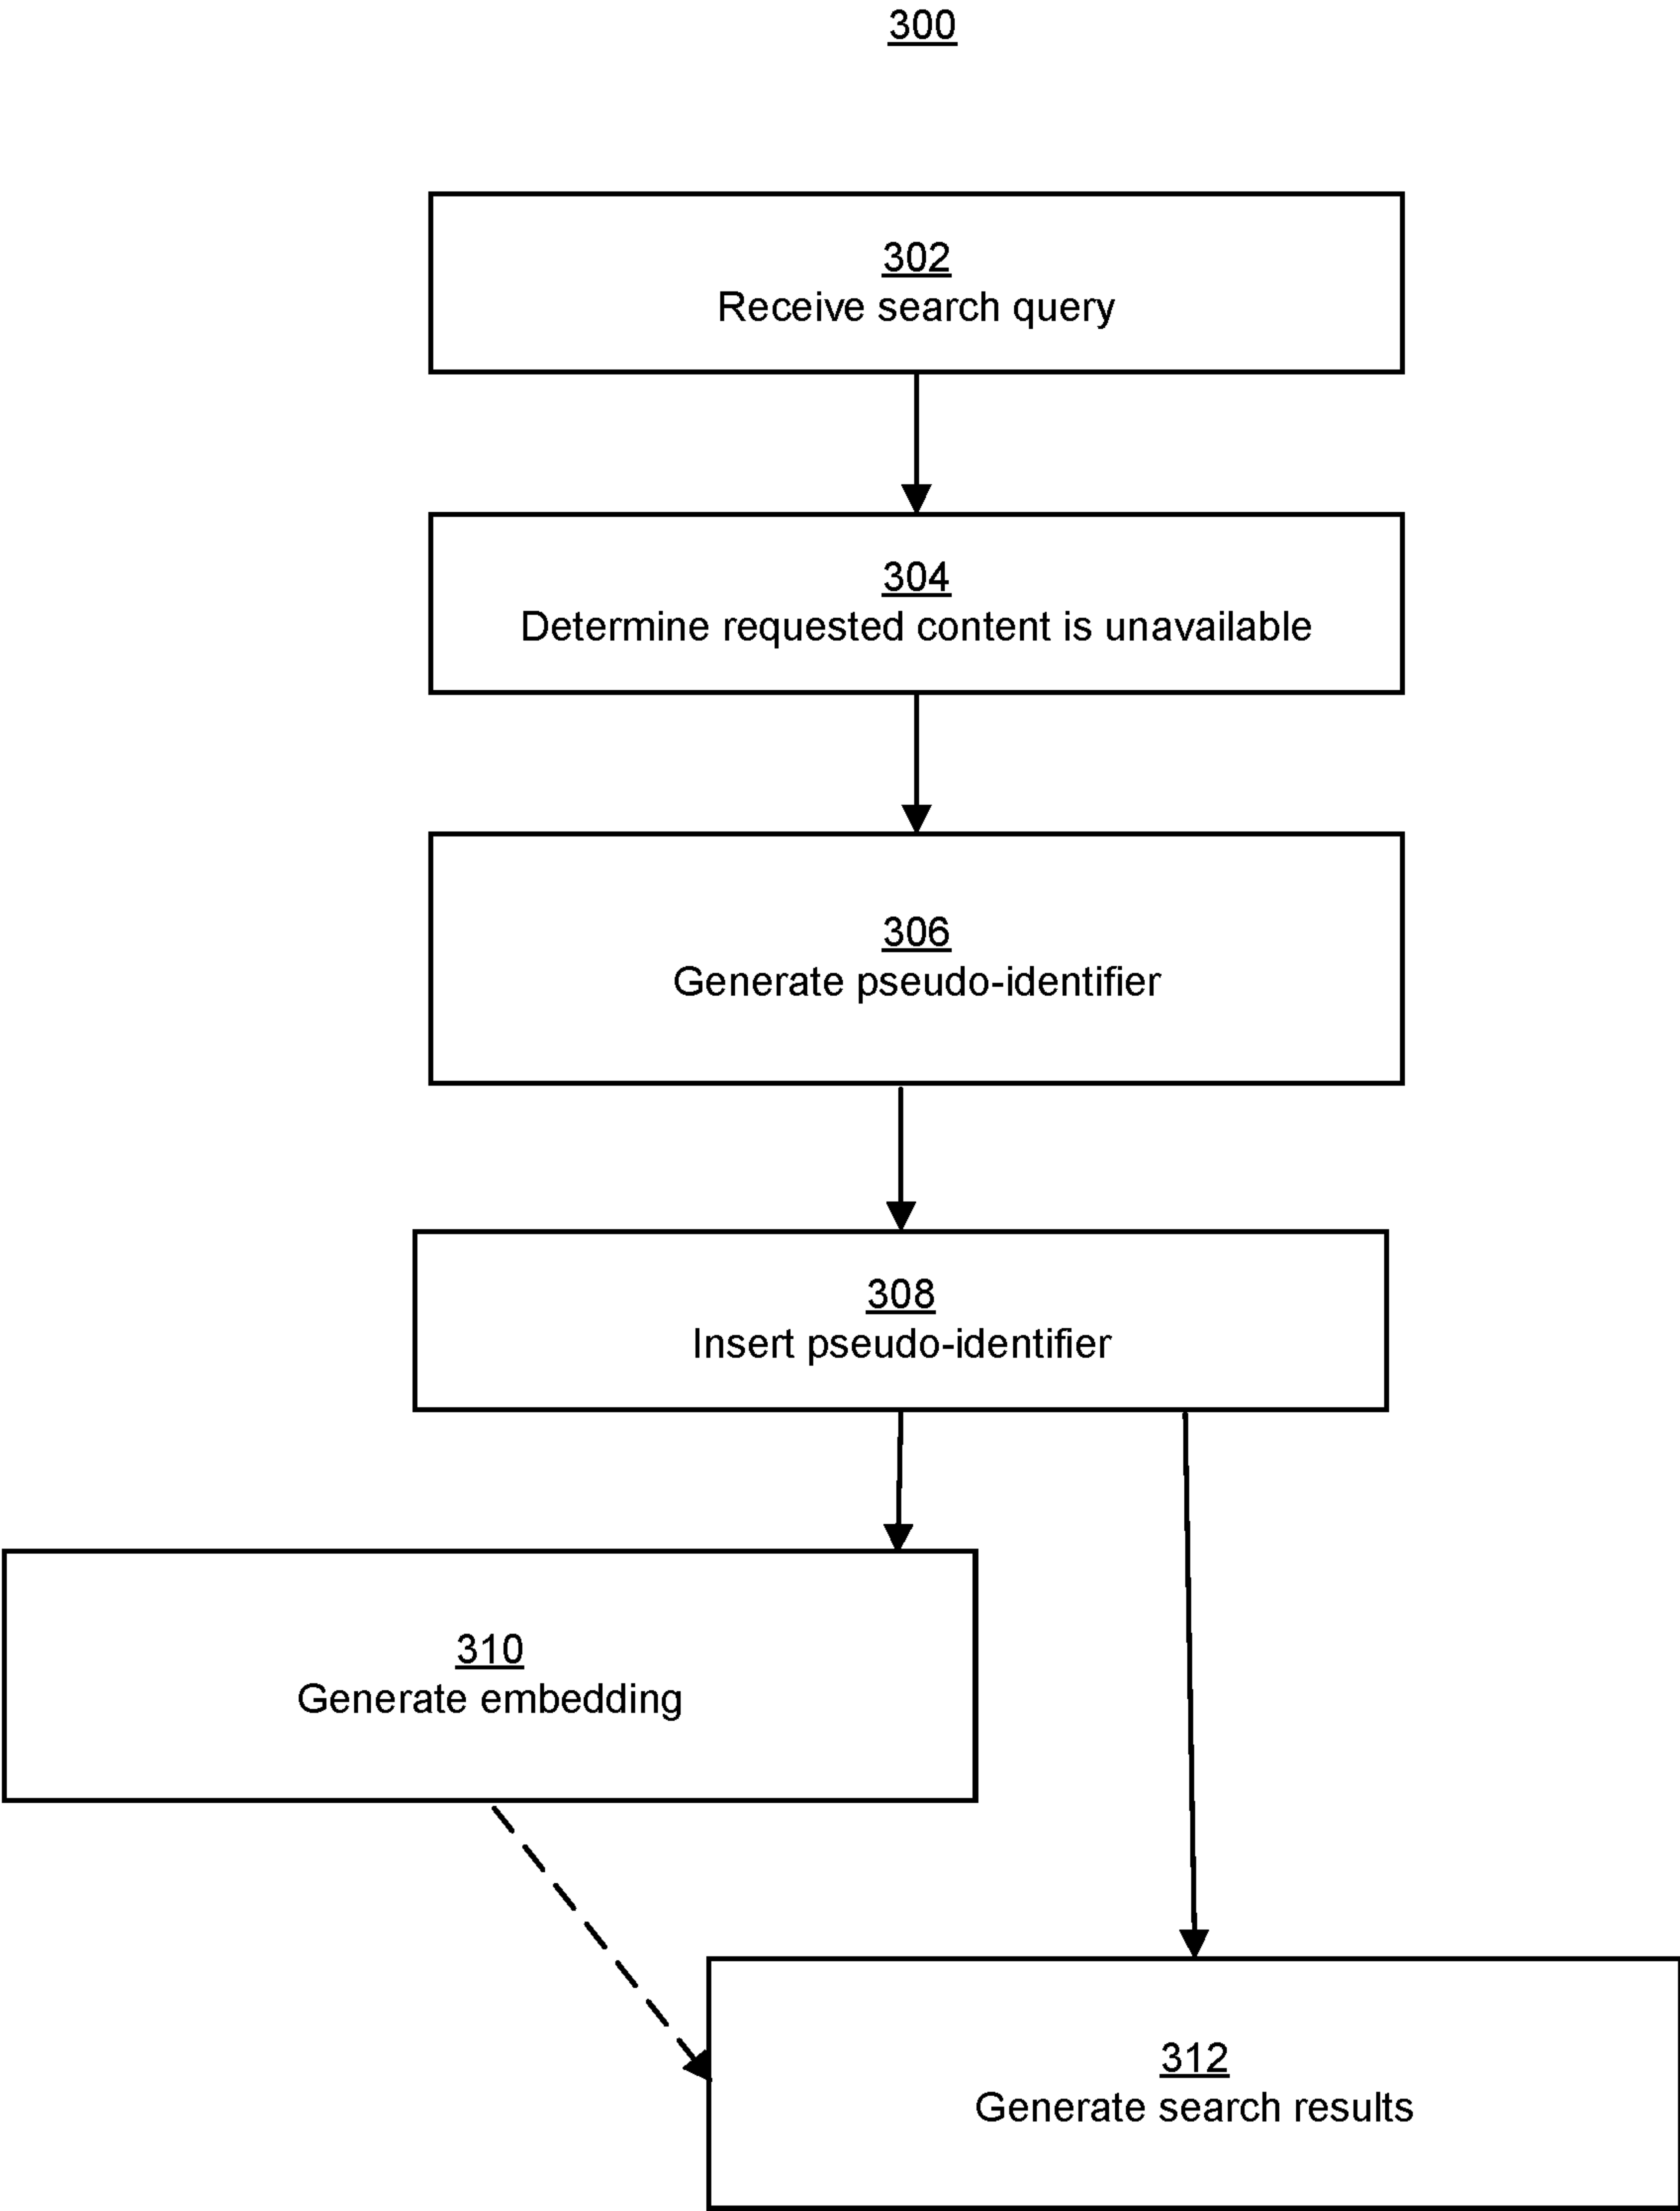 300
302
Receive search query
304
Determine requested content is unavailable
306
Generate pseudo-identifier
308
Insert pseudo-identifier
310
Generate embedding
312
Generate search results